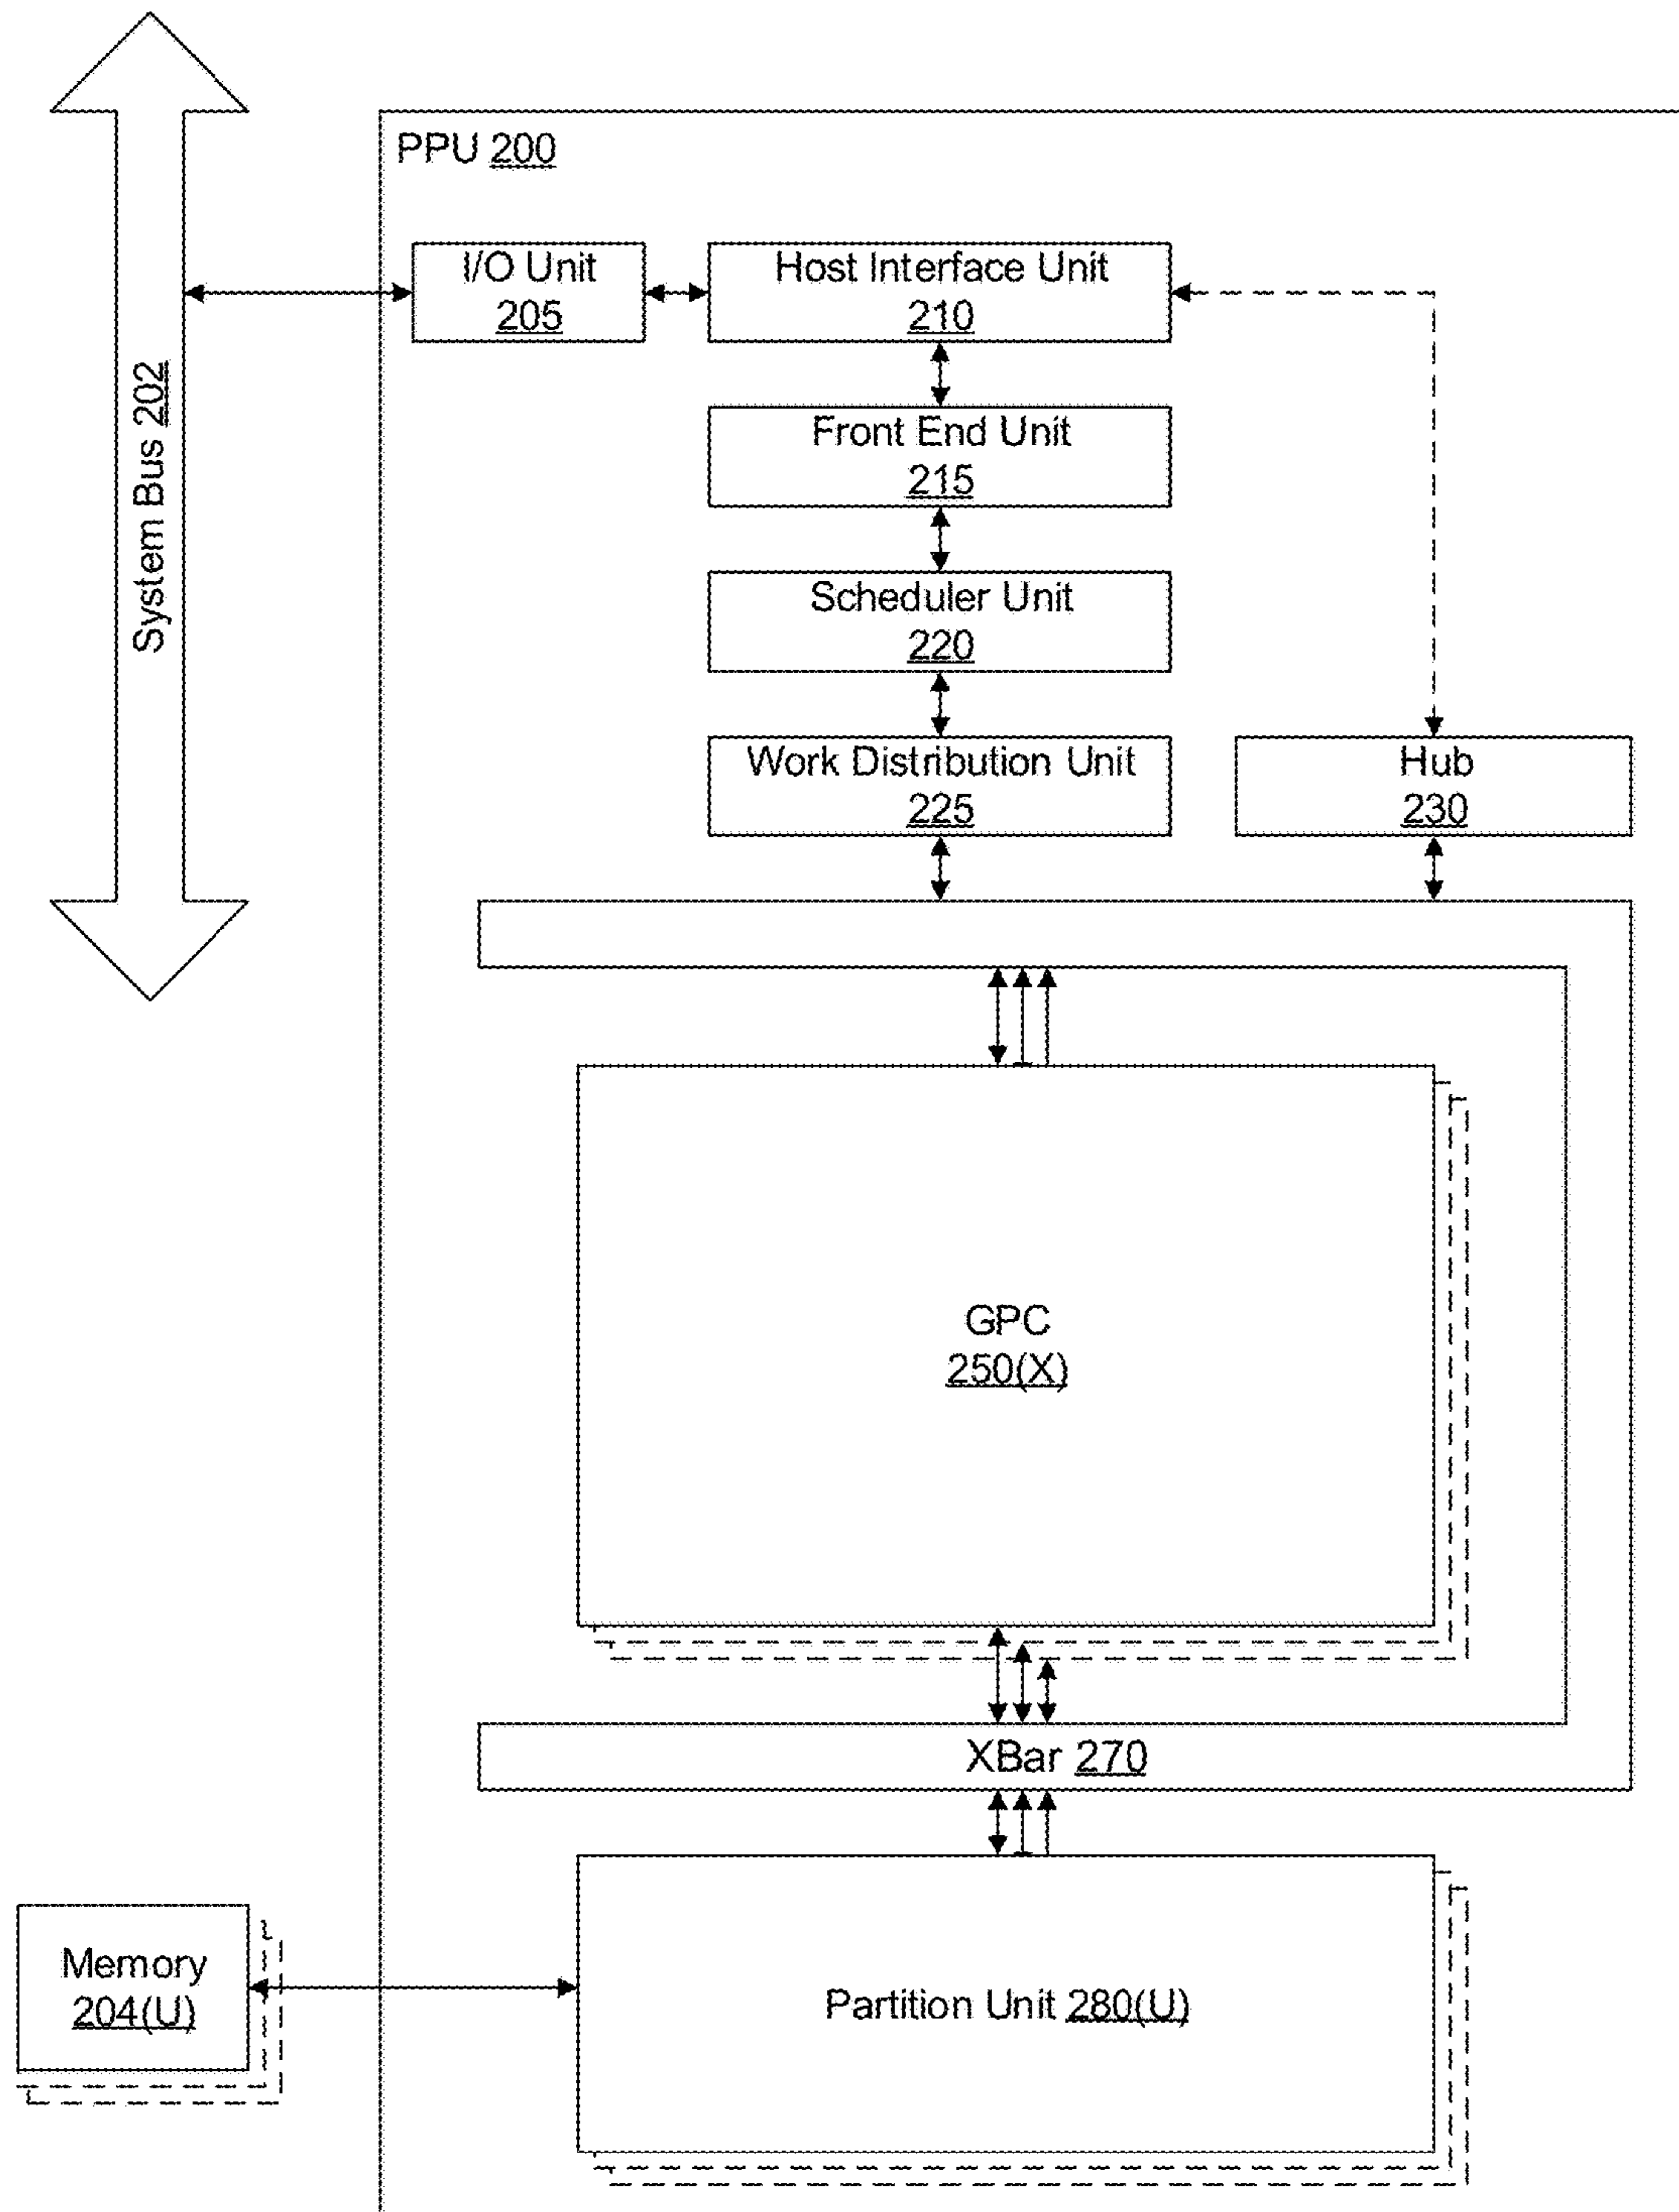 PPU 200
I/O Unit
205
Host Interface Unit
210
System Bus 202
Front End Unit
215
Scheduler Unit
220
Work Distribution Unit
225
Hub
230
GPC
250(X)
XBar 270
Memory
204(U)
Partition Unit 280(U)